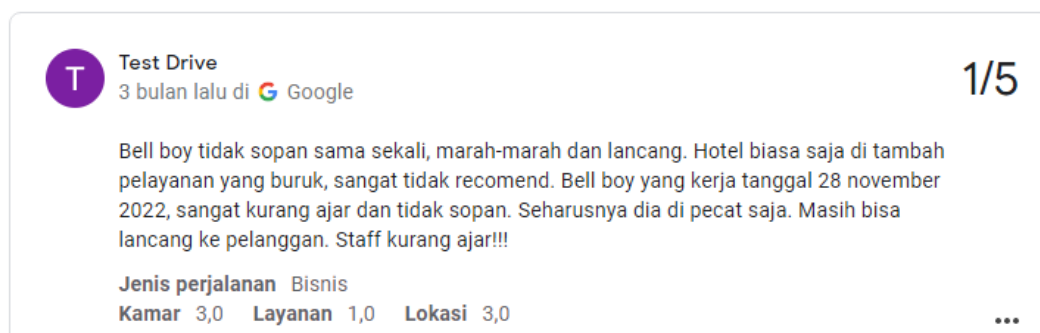 T
Test Drive
3 bulan lalu di Google
1/5
Bell boy tidak sopan sama sekali, marah-marah dan lancang. Hotel biasa saja di tambah
pelayanan yang buruk, sangat tidak recomend. Bell boy yang kerja tanggal 28 november
2022, sangat kurang ajar dan tidak sopan. Seharusnya dia di pecat saja. Masih bisa
lancang ke pelanggan. Staff kurang ajar!!!
Jenis perjalanan Bisnis
Kamar 3,0 Layanan 1,0 Lokasi 3,0